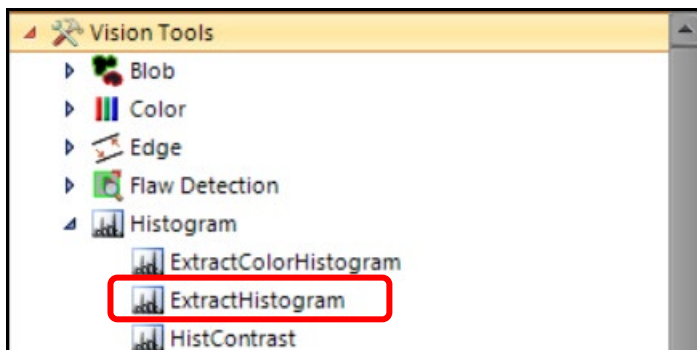 Vision Tools
Blob
Color
Edge
Flaw Detection
Histogram
ExtractColorHistogram
ExtractHistogram
HistContrast